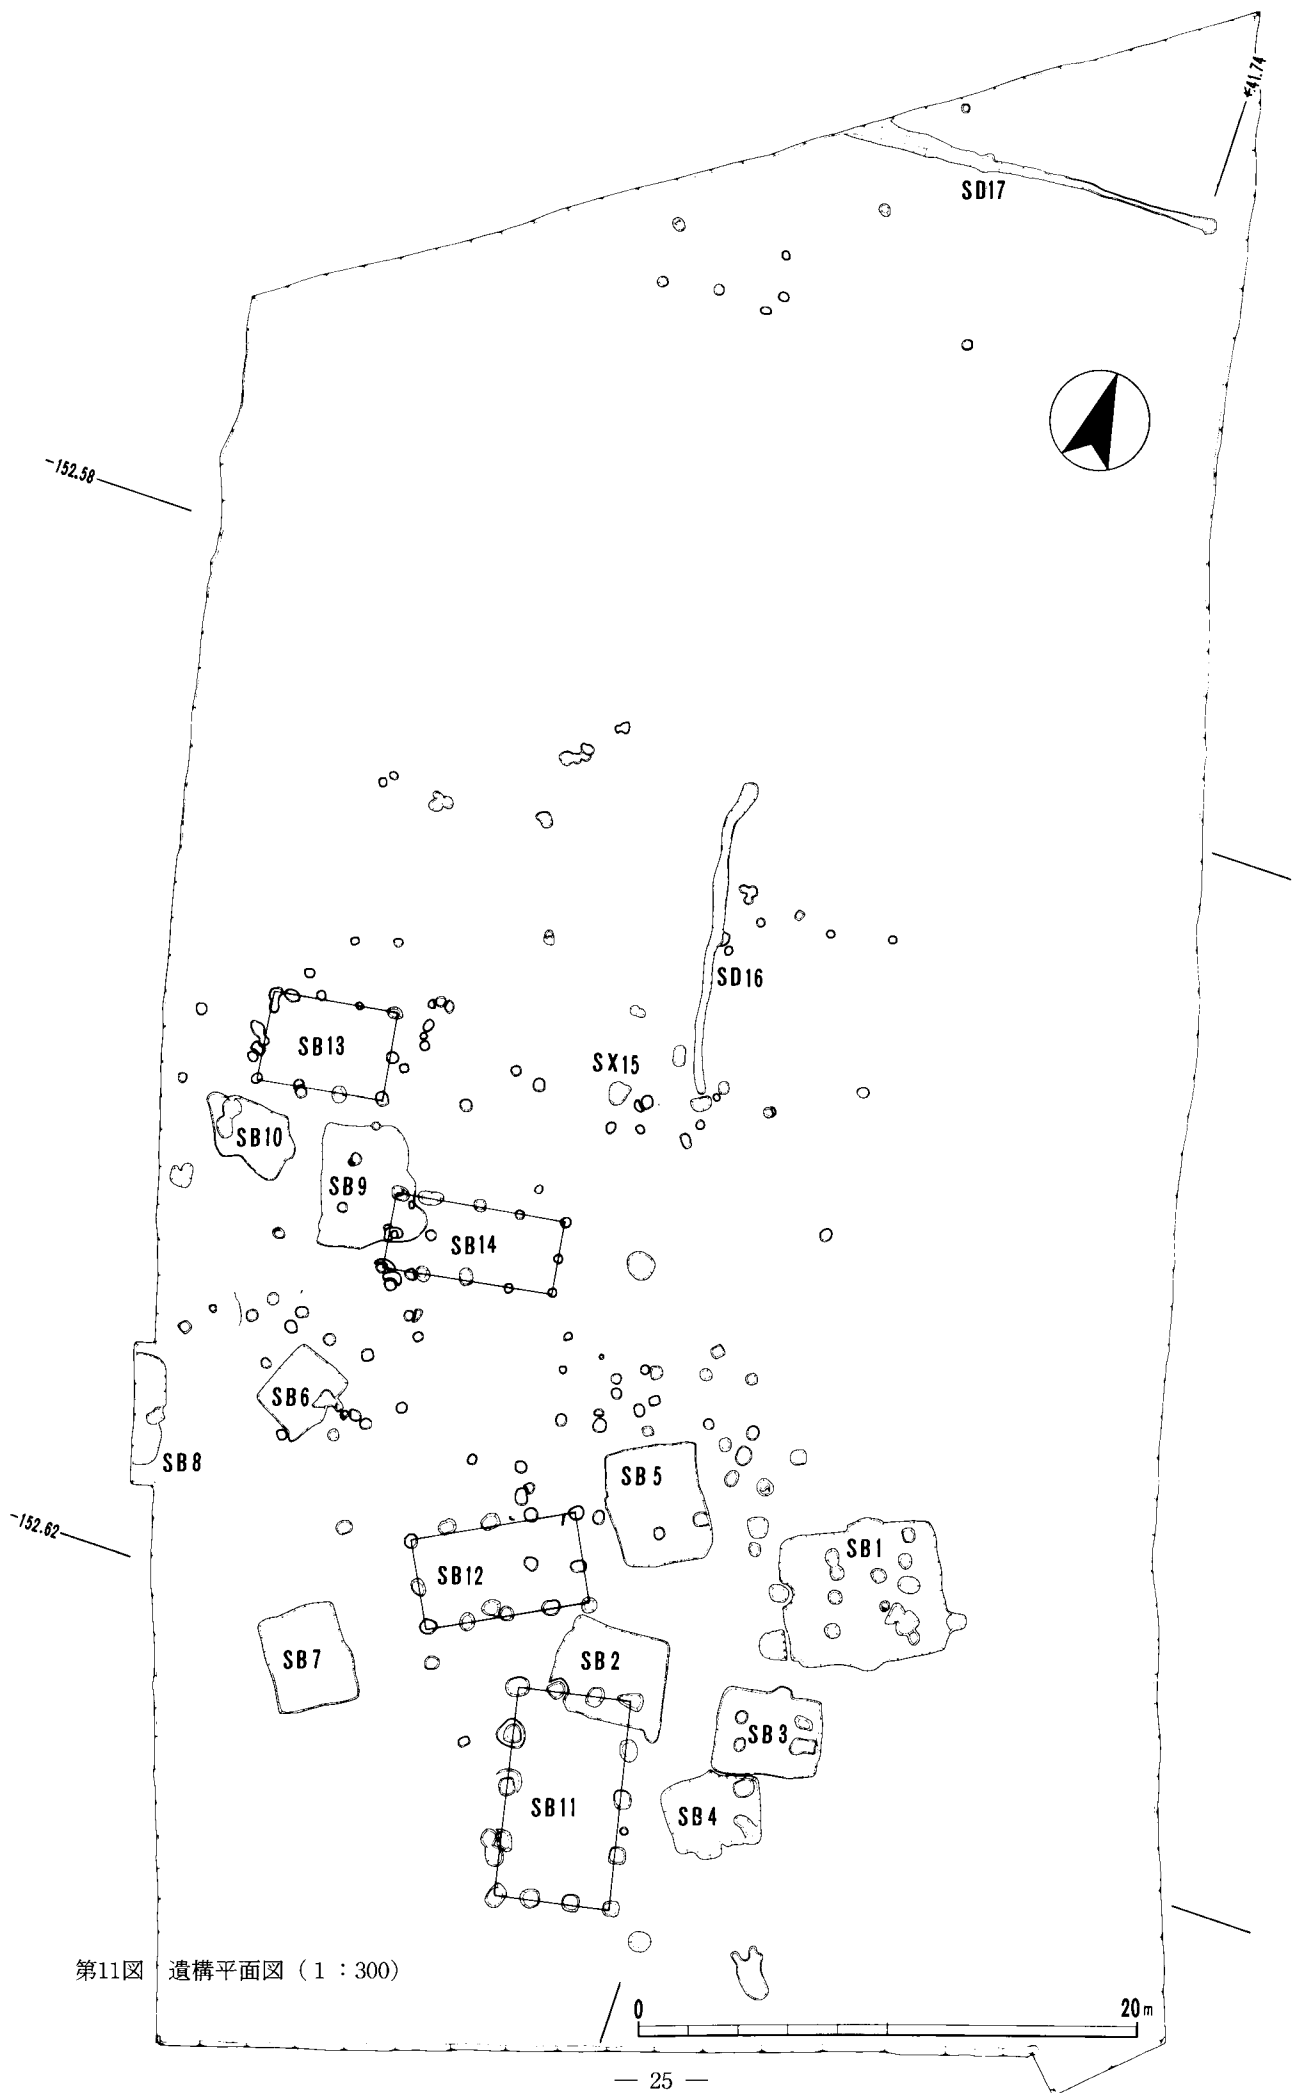 *41.74
SD17
-152.58
SD16
SX15
SB13
SB10
SB9
SB14
SB6
SB8
SB5
-152.62
SB1
SB12
SB7
SB2
SB3
SB4
SB11
第11図 遺構平面図(1:300)
0 20m
— 25 —